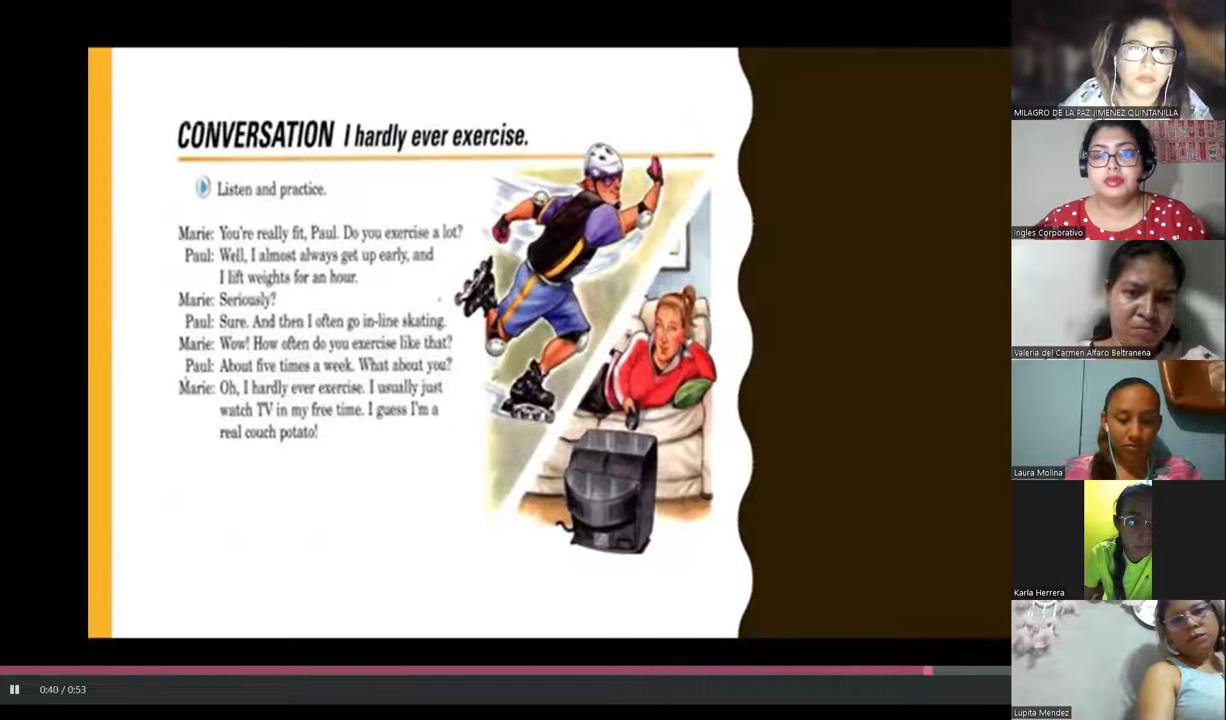 CONVERSATION I hardly ever exercise.
Listen and practice.
Marie: You're really fit, Paul. Do you exercise a lot?
Paul: Well, I almost always get up early, and
I lift weights for an hour.
Marie: Seriously?
Paul: Sure. And then I often go in-line skating.
Marie: Wow! How often do you exercise like that?
Paul: About five times a week. What about you?
Marie: Oh, I hardly ever exercise. I usually just
watch TV in my free time. I guess I'm a
real couch potato!
0:40 / 0:53
MILAGRO DE LA PAZ JIMENEZ QUINTANILLA
Ingles Corporativo
Valeria del Carmen Alfaro Beltranena
Laura Molina
Karla Herrera
Lupita Mendez